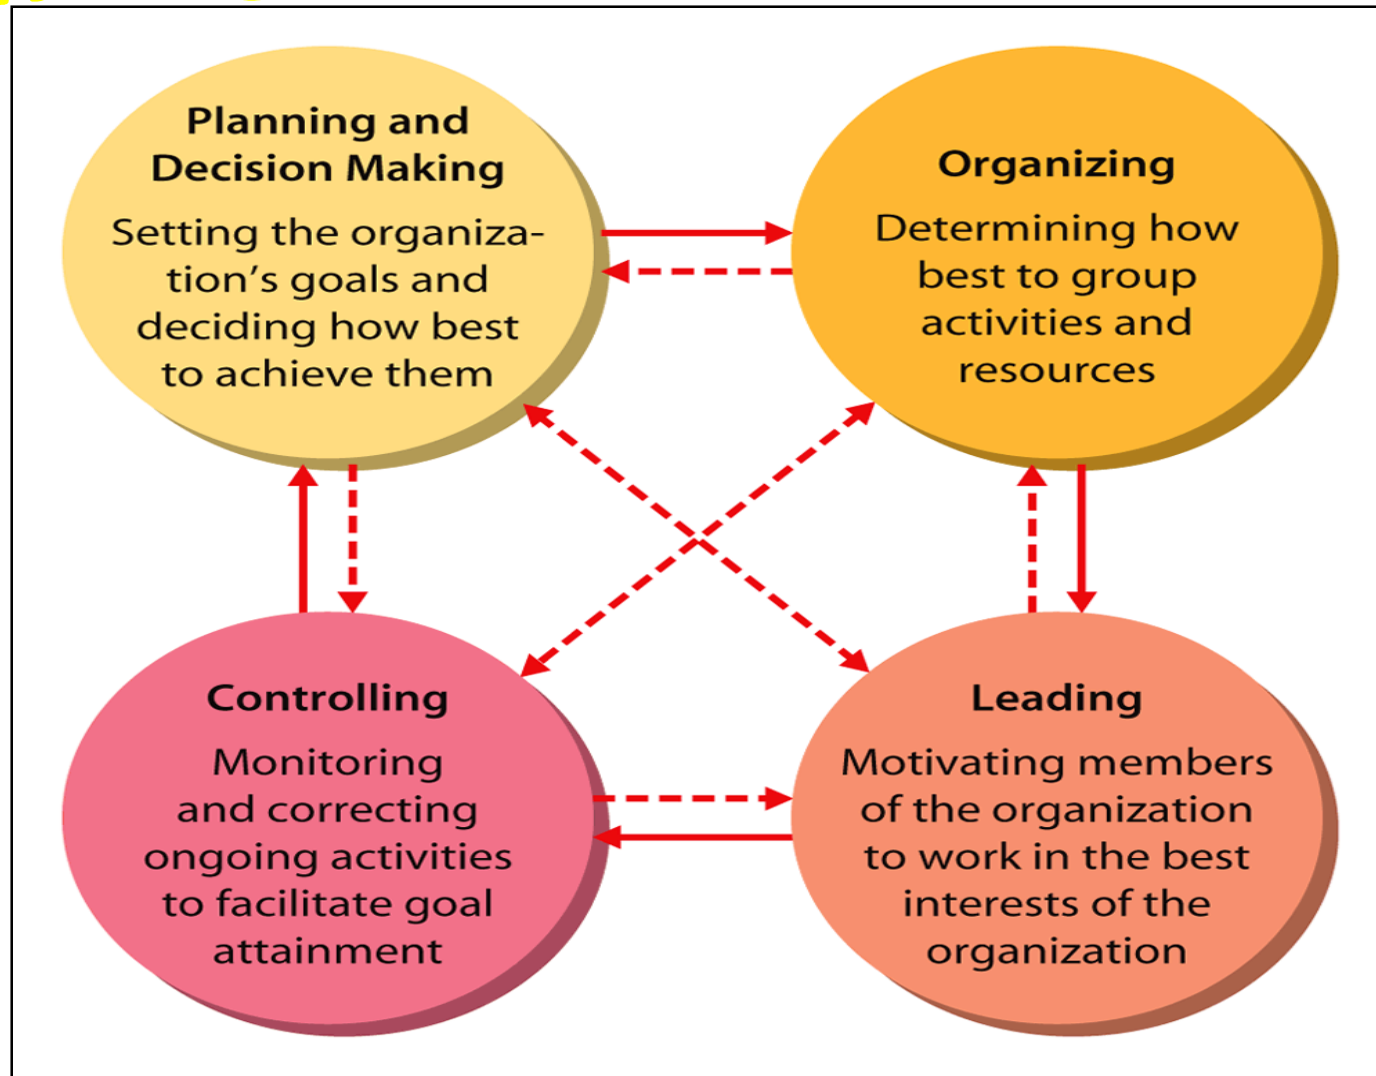 Planning and
Decision Making
Setting the organiza-
tion's goals and
deciding how best
to achieve them
Organizing
Determining how
best to group
activities and
resources
Controlling
Monitoring
and correcting
ongoing activities
to facilitate goal
attainment
Leading
Motivating members
of the organization
to work in the best
interests of the
organization